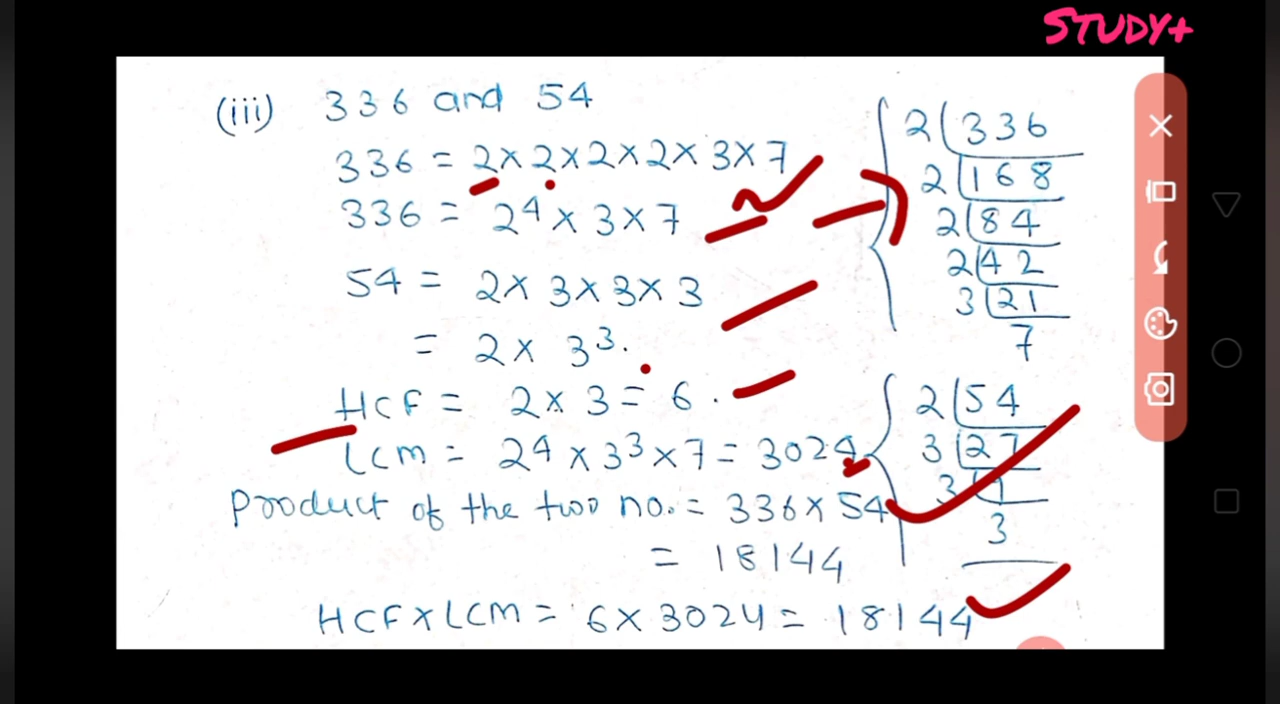 STUDY+
(iii) 336 and 54
336 = 2×2×2×2×3×7
336 = 2⁴×3×7
54 = 2×3×3×3
= 2×3³.
HCF = 2×3=6.
LCM = 2⁴×3³×7=3024
Product of the two no. = 336×54
= 18144
HCF×LCM = 6×3024=18144
2 336
2 168
2 84
2 42
3 21
7
2 54
3 27
3
3